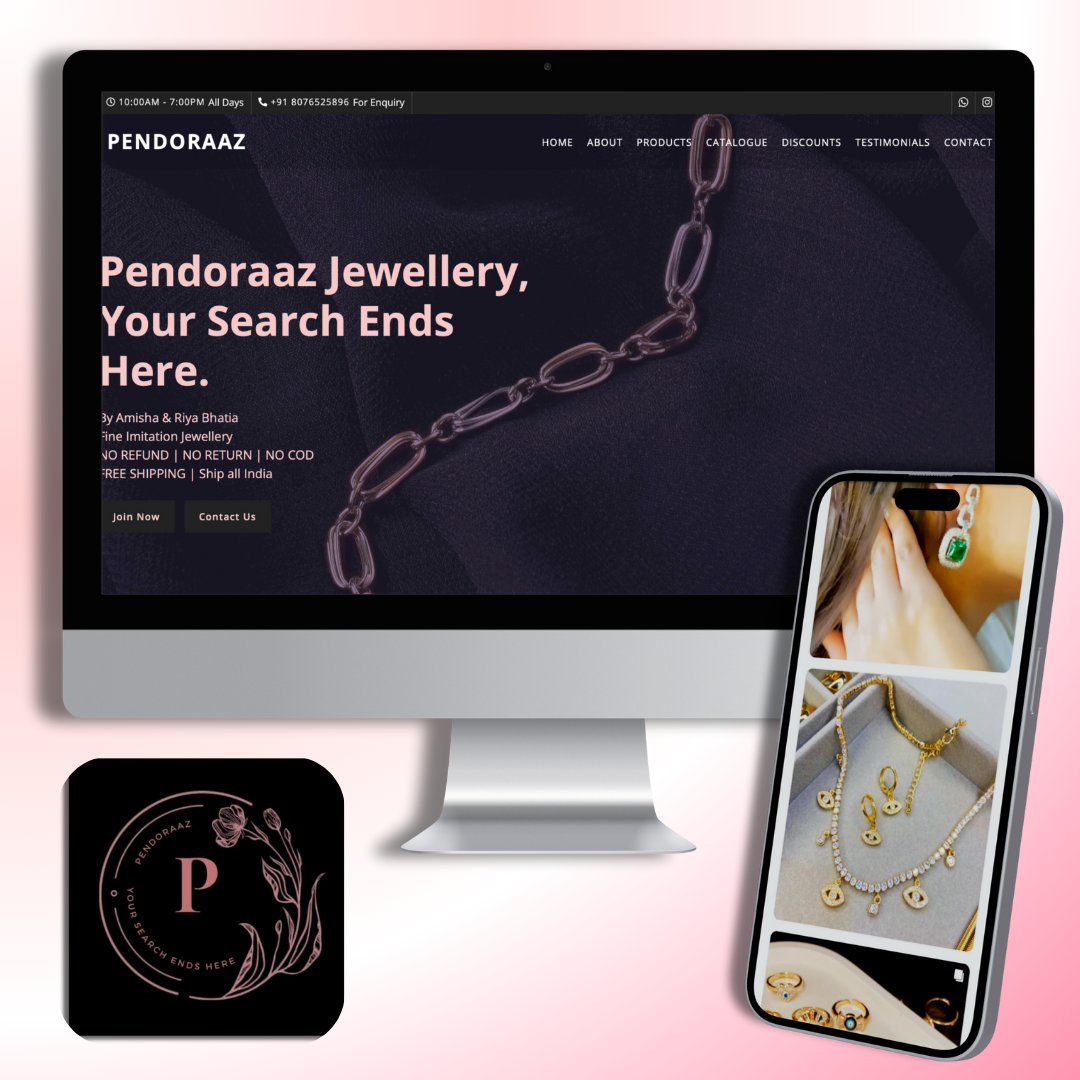 10:00AM - 7:00PM All Days
+91 8076525896 For Enquiry
PENDORAAZ
HOME ABOUT PRODUCTS CATALOGUE DISCOUNTS TESTIMONIALS CONTACT
Pendoraaz Jewellery,
Your Search Ends
Here.
By Amisha & Riya Bhatia
Fine Imitation Jewellery
NO REFUND | NO RETURN | NO COD
FREE SHIPPING | Ship all India
Join Now Contact Us
PENDORAAZ
P
YOUR SEARCH ENDS HERE